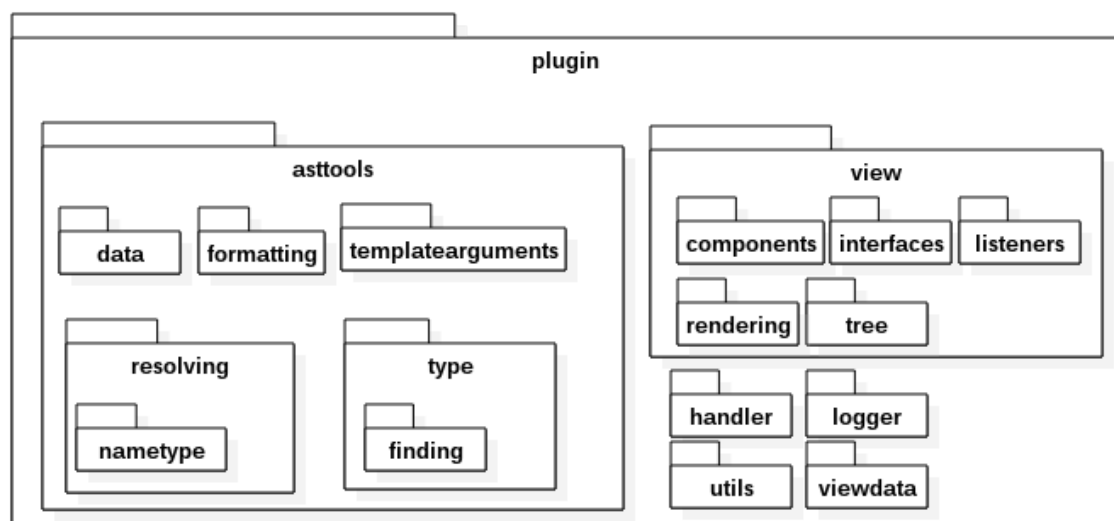 plugin
asttools
data
formatting
templatearguments
resolving
type
nametype
finding
view
components
interfaces
listeners
rendering
tree
handler
logger
utils
viewdata